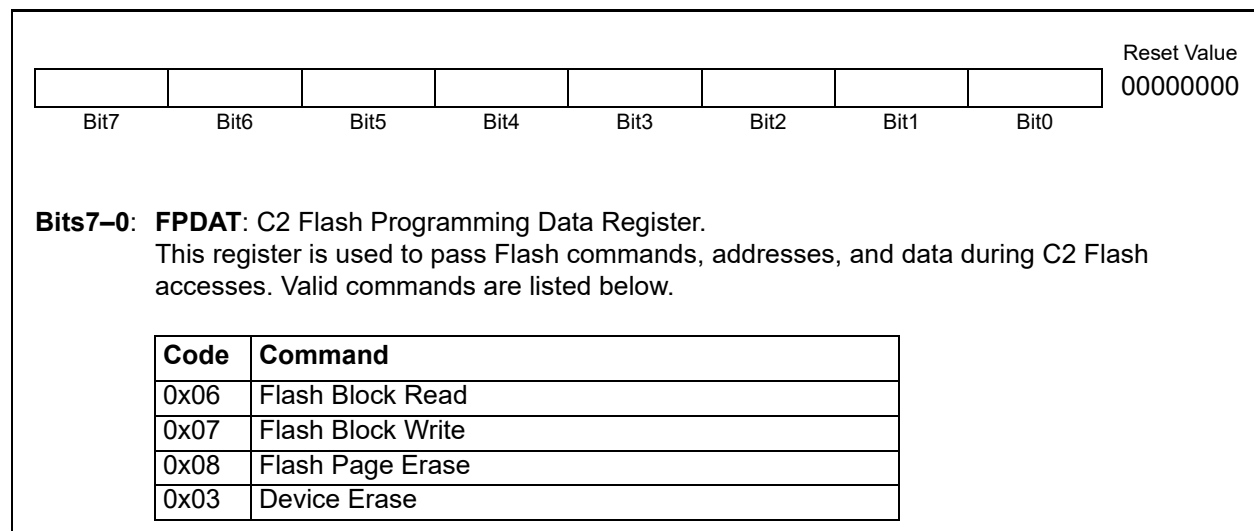 Reset Value
00000000
Bit7 Bit6 Bit5 Bit4 Bit3 Bit2 Bit1 Bit0
Bits7–0: FPDAT: C2 Flash Programming Data Register.
This register is used to pass Flash commands, addresses, and data during C2 Flash
accesses. Valid commands are listed below.
Code Command
0x06 Flash Block Read
0x07 Flash Block Write
0x08 Flash Page Erase
0x03 Device Erase